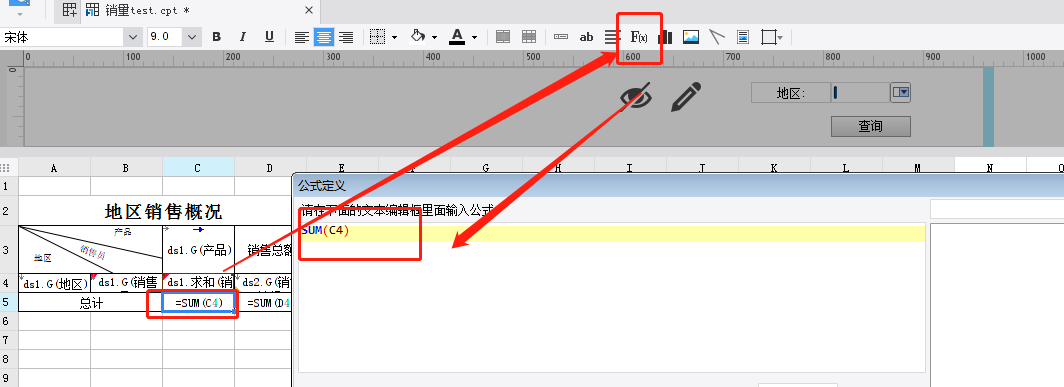 销量test.cpt *
宋体 9.0 B I U A ab F(x)
0 100 200 300 400 500 600 700 800 900 1000
0
地区:
查询
A B C D E F G H I J K L M N O
1
公式定义
2 地区销售概况
请在下面的文本编辑框里面输入公式
SUM(C4)
3 产品 销售员 地区 ds1.G(产品) 销售总额
4 ds1.G(地区) ds1.G(销售 ds1.求和(销 ds2.G(销
5 总计 =SUM(C4) =SUM(D4
6
7
8
9